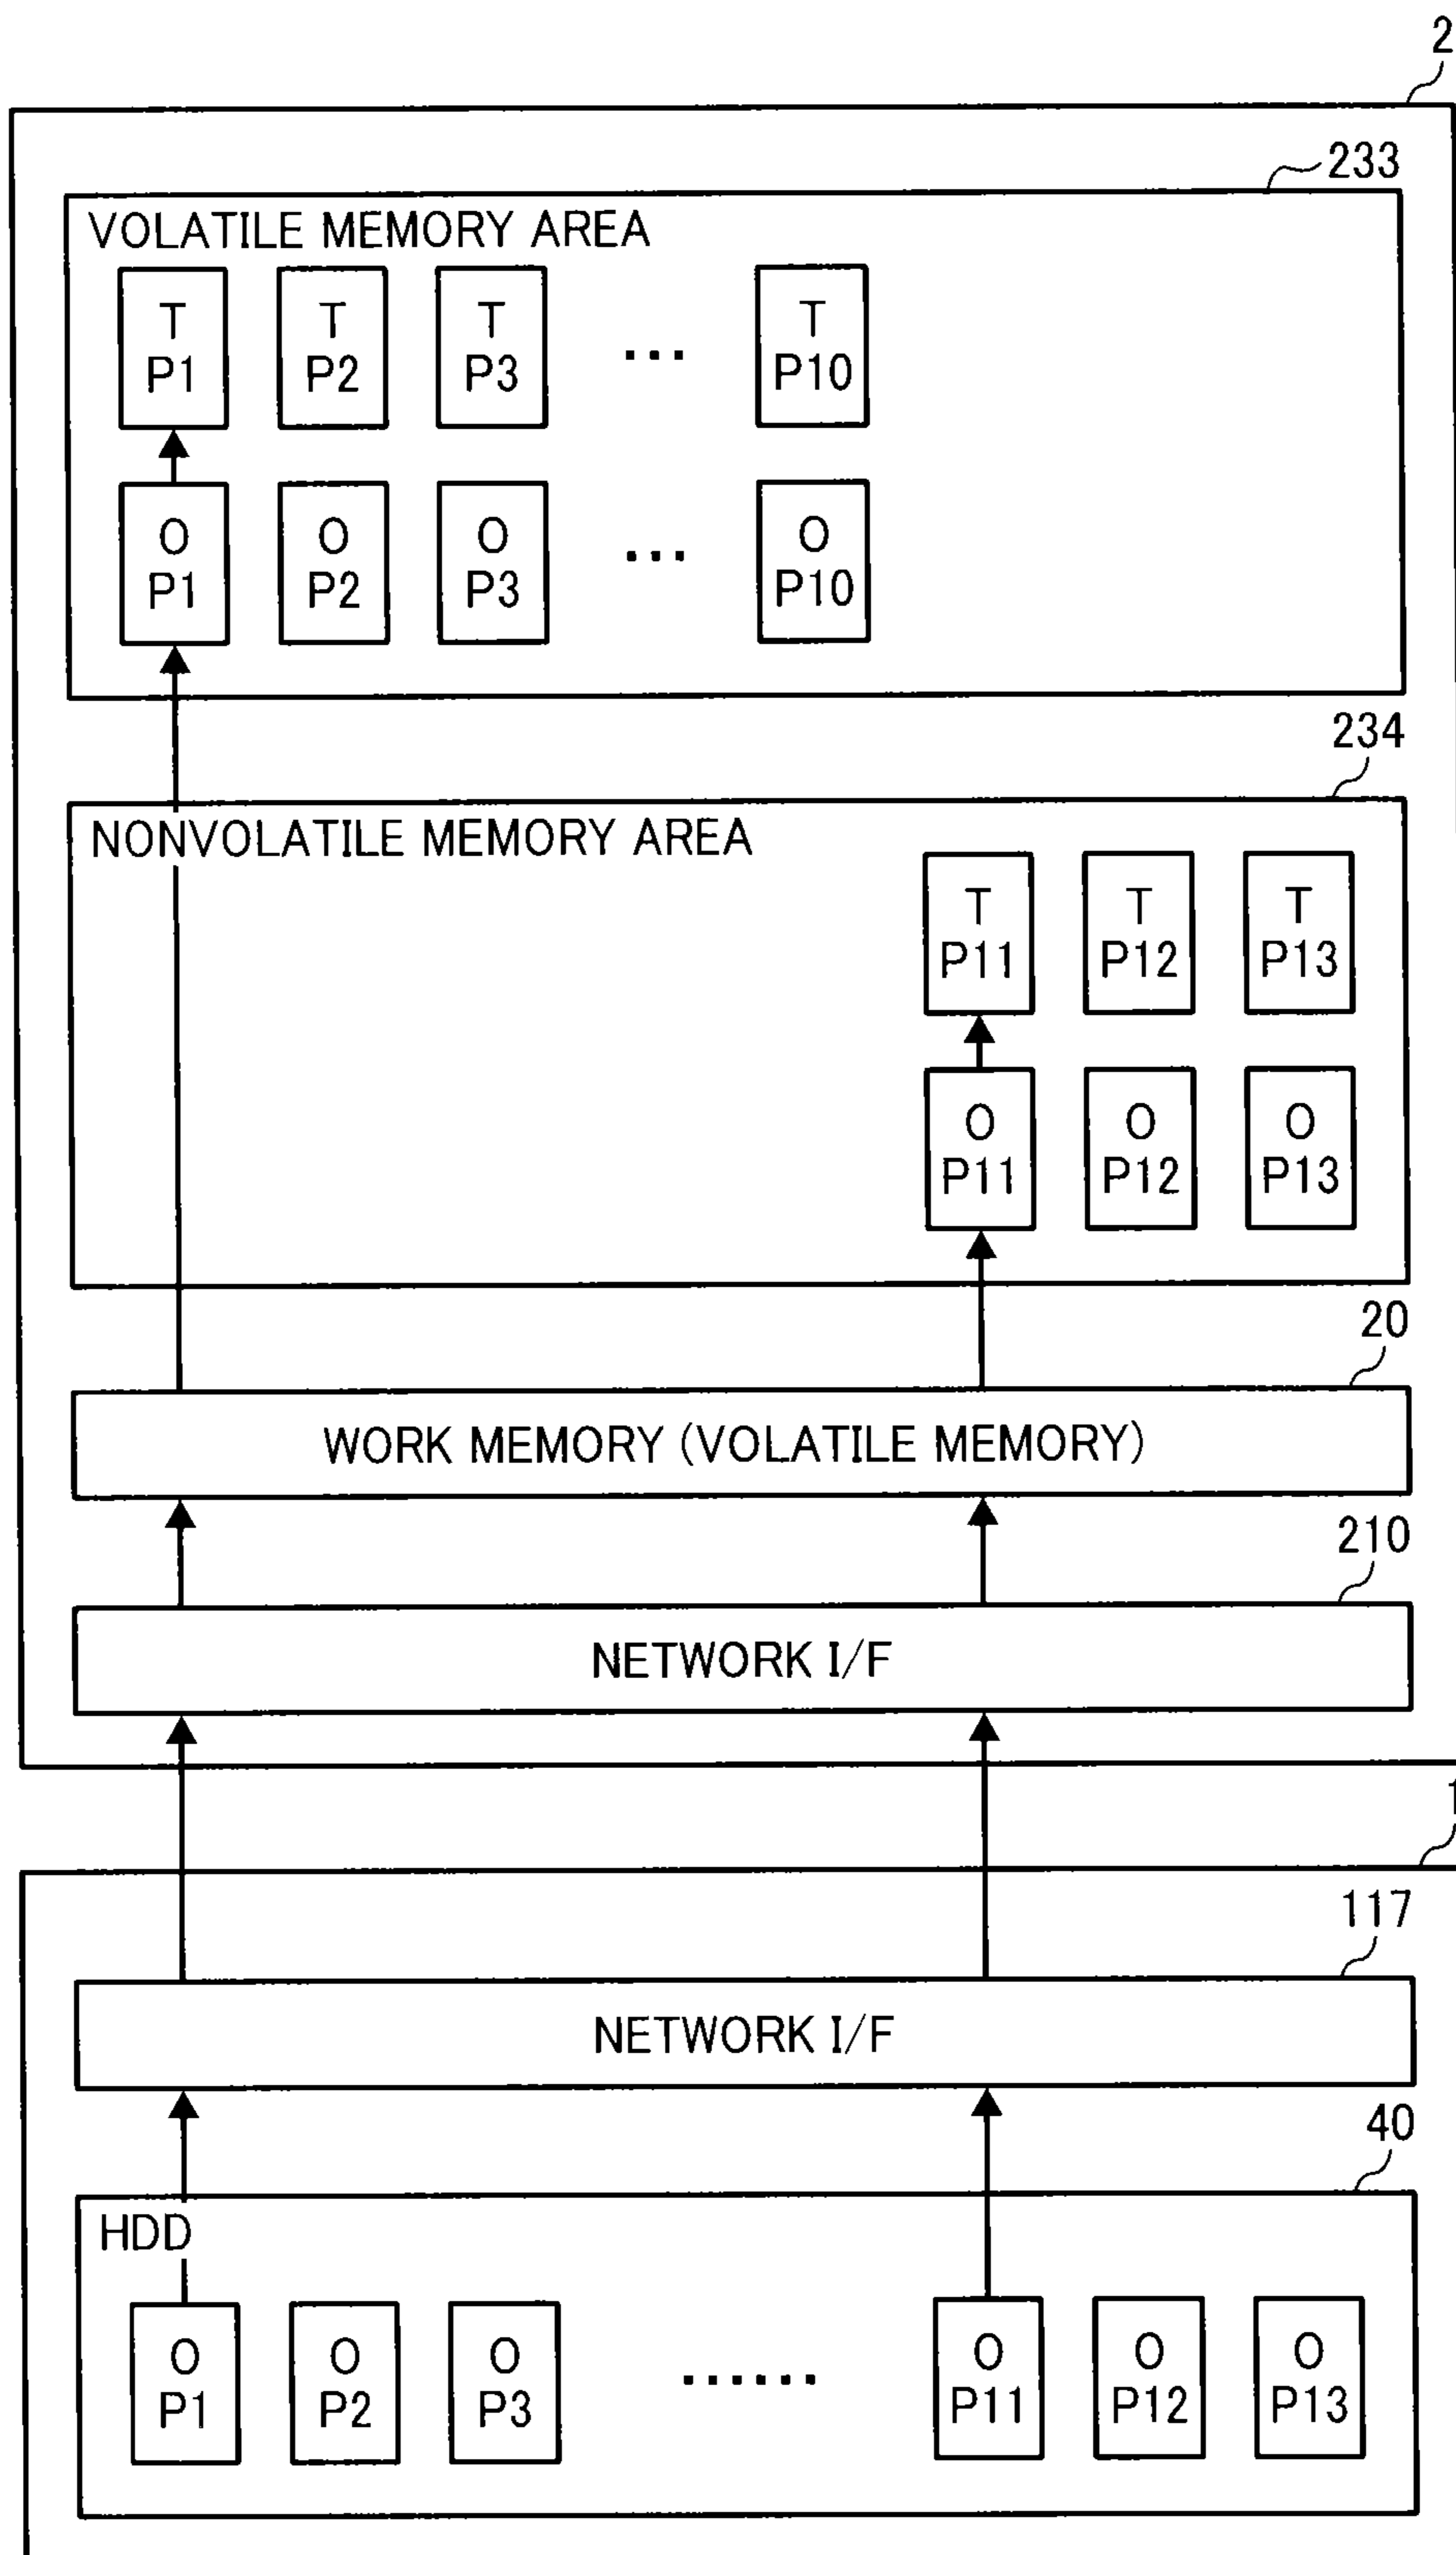 2
233
VOLATILE MEMORY AREA
T T T ... T
P1 P2 P3 P10
O O O ... O
P1 P2 P3 P10
234
NONVOLATILE MEMORY AREA
T T T
P11 P12 P13
O O O
P11 P12 P13
20
WORK MEMORY (VOLATILE MEMORY)
210
NETWORK I/F
1
117
NETWORK I/F
40
HDD
O O O ...... O O O
P1 P2 P3 P11 P12 P13